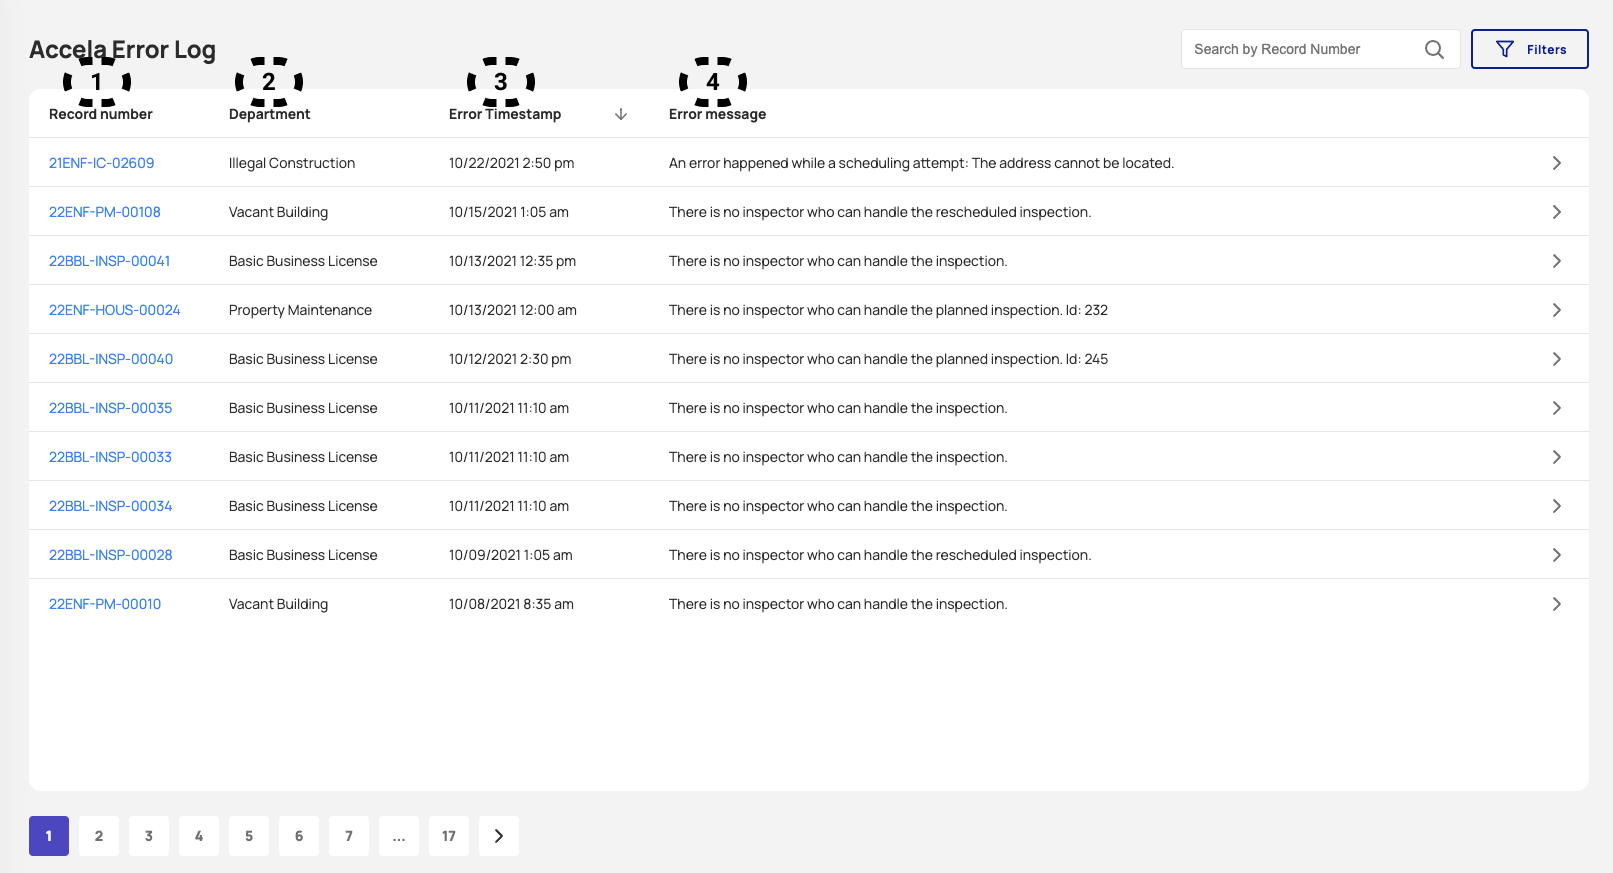 Accela Error Log
Search by Record Number
Filters
1 2 3 4
Record number Department Error Timestamp Error message
21ENF-IC-02609 Illegal Construction 10/22/2021 2:50 pm An error happened while a scheduling attempt: The address cannot be located.
22ENF-PM-00108 Vacant Building 10/15/2021 1:05 am There is no inspector who can handle the rescheduled inspection.
22BBL-INSP-00041 Basic Business License 10/13/2021 12:35 pm There is no inspector who can handle the inspection.
22ENF-HOUS-00024 Property Maintenance 10/13/2021 12:00 am There is no inspector who can handle the planned inspection. Id: 232
22BBL-INSP-00040 Basic Business License 10/12/2021 2:30 pm There is no inspector who can handle the planned inspection. Id: 245
22BBL-INSP-00035 Basic Business License 10/11/2021 11:10 am There is no inspector who can handle the inspection.
22BBL-INSP-00033 Basic Business License 10/11/2021 11:10 am There is no inspector who can handle the inspection.
22BBL-INSP-00034 Basic Business License 10/11/2021 11:10 am There is no inspector who can handle the inspection.
22BBL-INSP-00028 Basic Business License 10/09/2021 1:05 am There is no inspector who can handle the rescheduled inspection.
22ENF-PM-00010 Vacant Building 10/08/2021 8:35 am There is no inspector who can handle the inspection.
1 2 3 4 5 6 7 ... 17